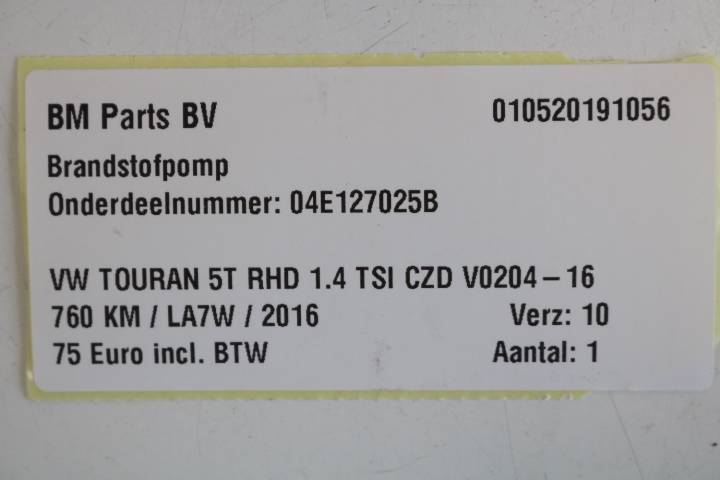 BM Parts BV 010520191056
Brandstofpomp
Onderdeelnummer: 04E127025B
VW TOURAN 5T RHD 1.4 TSI CZD V0204-16
760 KM / LA7W / 2016 Verz: 10
75 Euro incl. BTW Aantal: 1